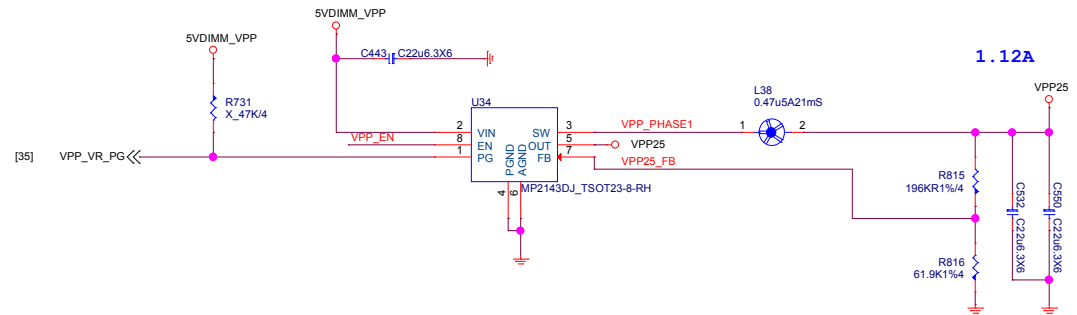 5VDIMM_VPP
5VDIMM_VPP
C443
C22u6.3X6
1.12A
VPP25
R731
X_47K/4
U34
L38
0.47u5A21mS
2
VIN
SW
3
VPP_PHASE1
1
2
VPP_EN
8
EN
OUT
5
VPP25
[35]
VPP_VR_PG
1
PG
FB
7
VPP25_FB
PGND
AGND
4
6
MP2143DJ_TSOT23-8-RH
R815
196KR1%/4
C532
C22u6.3X6
C550
C22u6.3X6
R816
61.9K1%4